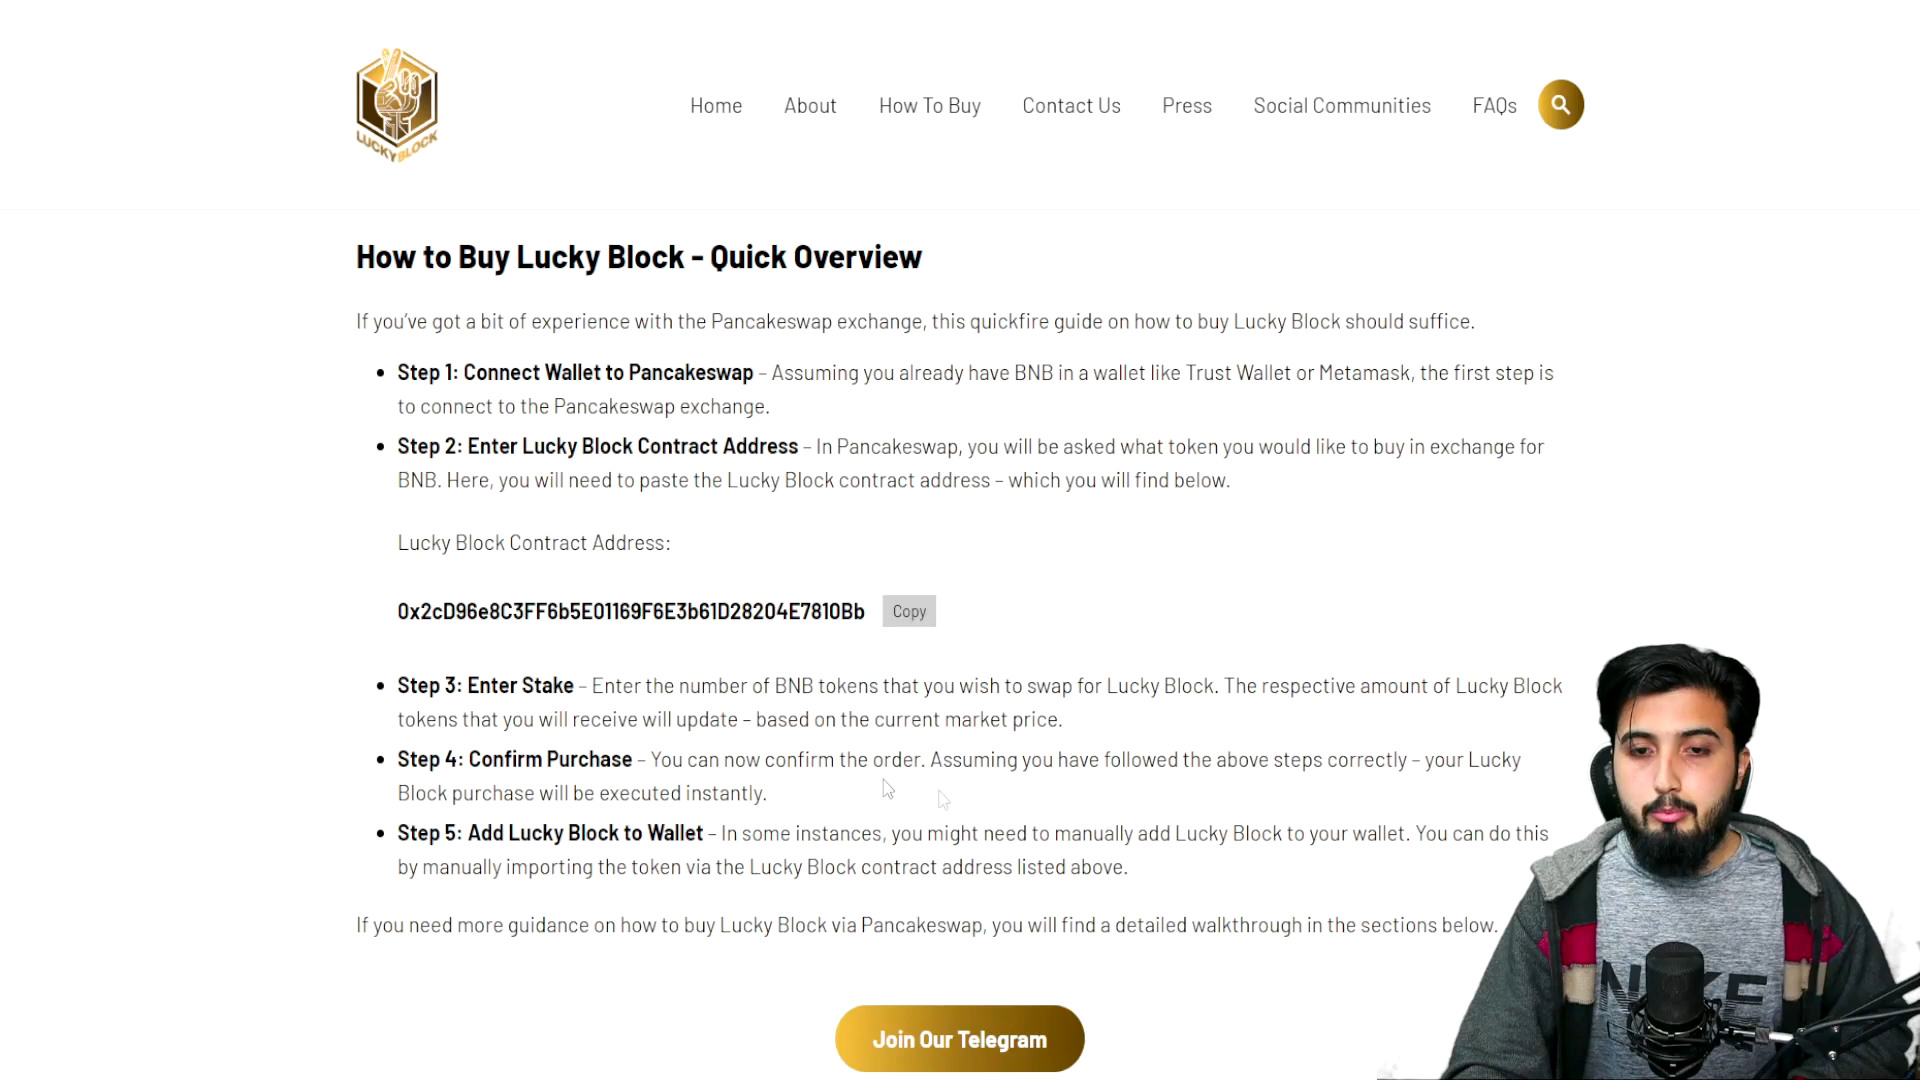 LUCKYBLOCK
Home About How To Buy Contact Us Press Social Communities FAQs
How to Buy Lucky Block - Quick Overview
If you've got a bit of experience with the Pancakeswap exchange, this quickfire guide on how to buy Lucky Block should suffice.
Step 1: Connect Wallet to Pancakeswap – Assuming you already have BNB in a wallet like Trust Wallet or Metamask, the first step is
to connect to the Pancakeswap exchange.
Step 2: Enter Lucky Block Contract Address – In Pancakeswap, you will be asked what token you would like to buy in exchange for
BNB. Here, you will need to paste the Lucky Block contract address – which you will find below.
Lucky Block Contract Address:
0x2cD96e8C3FF6b5E01169F6E3b61D28204E7810Bb Copy
Step 3: Enter Stake – Enter the number of BNB tokens that you wish to swap for Lucky Block. The respective amount of Lucky Block
tokens that you will receive will update – based on the current market price.
Step 4: Confirm Purchase – You can now confirm the order. Assuming you have followed the above steps correctly – your Lucky
Block purchase will be executed instantly.
Step 5: Add Lucky Block to Wallet – In some instances, you might need to manually add Lucky Block to your wallet. You can do this
by manually importing the token via the Lucky Block contract address listed above.
If you need more guidance on how to buy Lucky Block via Pancakeswap, you will find a detailed walkthrough in the sections below.
NIKE
Join Our Telegram